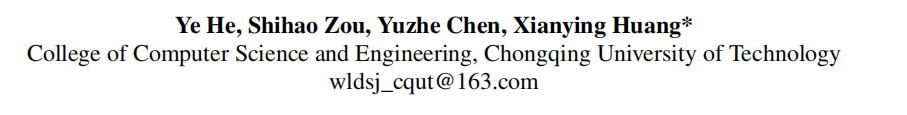 Ye He, Shihao Zou, Yuzhe Chen, Xianying Huang*
College of Computer Science and Engineering, Chongqing University of Technology
wldsj_cqut@163.com